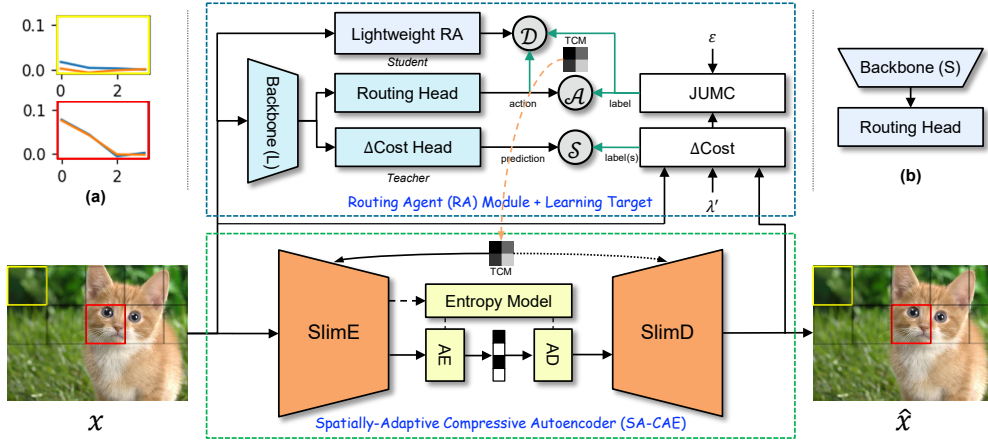 0.1
0.0
0
2
0.1
0.0
0
2
(a)
Lightweight RA
Student
𝒟
TCM
Backbone (L)
Routing Head
action
𝒜
label
JUMC
ε
ΔCost Head
prediction
𝒮
label(s)
ΔCost
Teacher
λ'
Routing Agent (RA) Module + Learning Target
Backbone (S)
Routing Head
(b)
TCM
SlimE
Entropy Model
AE
AD
SlimD
Spatially-Adaptive Compressive Autoencoder (SA-CAE)
x
x̂